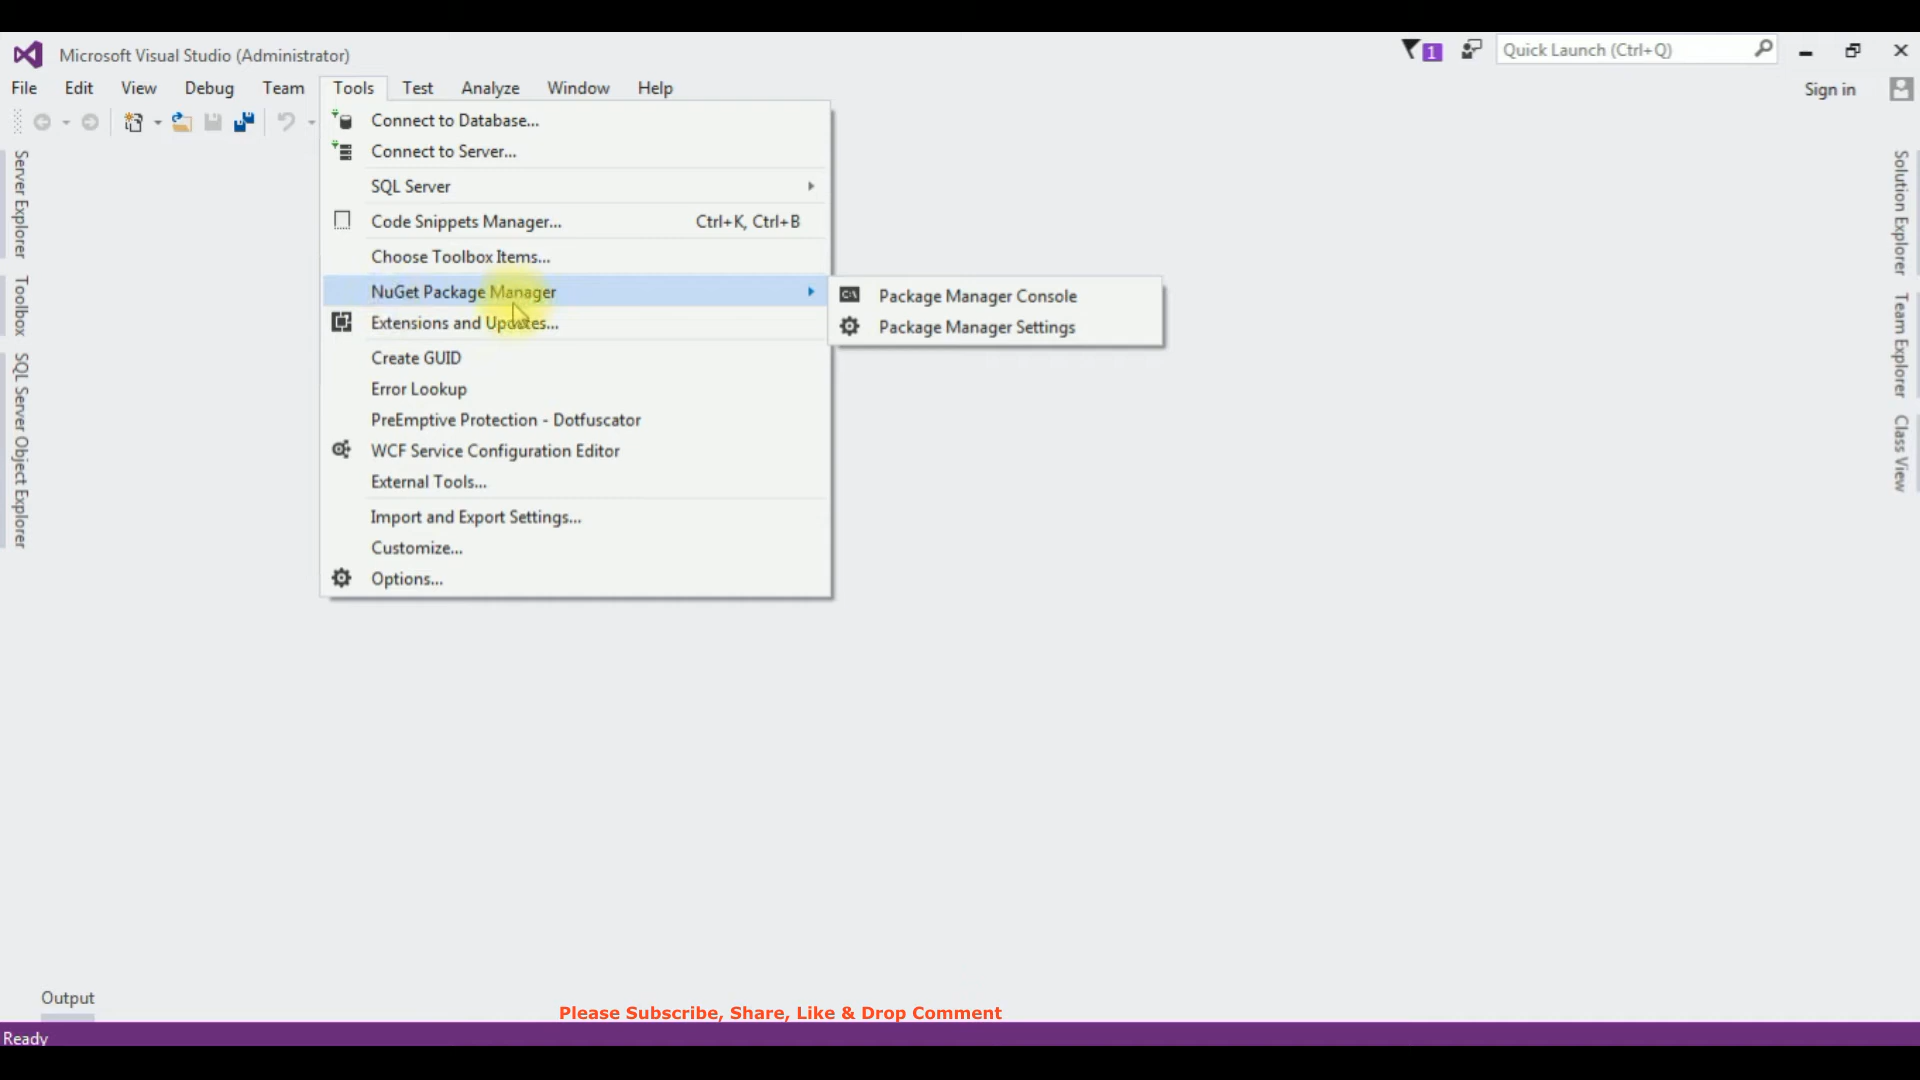 Microsoft Visual Studio (Administrator)
1
Quick Launch (Ctrl+Q)
File Edit View Debug Team Tools Test Analyze Window Help
Sign in
Connect to Database...
Connect to Server...
SQL Server
Code Snippets Manager... Ctrl+K, Ctrl+B
Choose Toolbox Items...
NuGet Package Manager
Extensions and Updates...
Create GUID
Error Lookup
PreEmptive Protection - Dotfuscator
WCF Service Configuration Editor
External Tools...
Import and Export Settings...
Customize...
Options...
Package Manager Console
Package Manager Settings
Server Explorer
Toolbox
SQL Server Object Explorer
Solution Explorer
Team Explorer
Class View
Output
Please Subscribe, Share, Like & Drop Comment
Ready